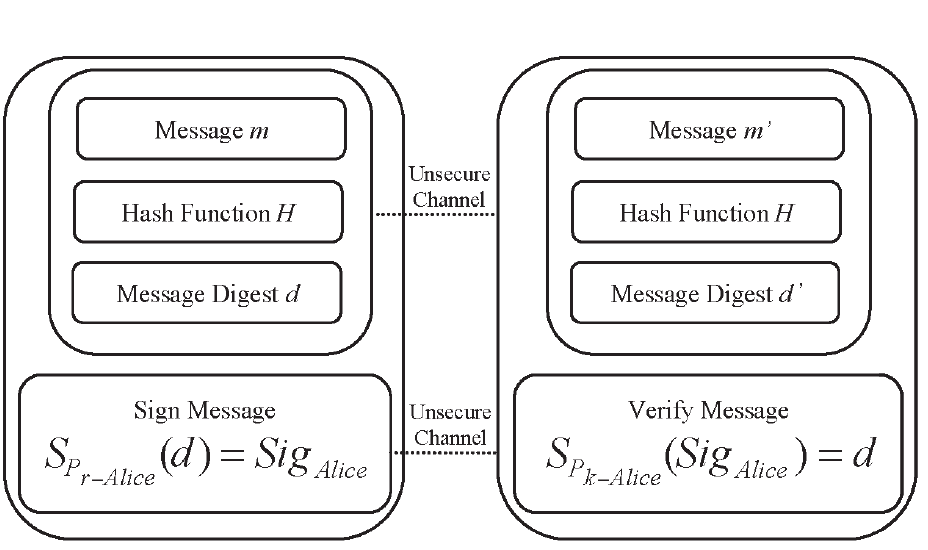 Message m
Hash Function H
Message Digest d
Sign Message
S_{P_{r-Alice}}(d) = Sig_{Alice}
Unsecure
Channel
Unsecure
Channel
Message m’
Hash Function H
Message Digest d’
Verify Message
S_{P_{k-Alice}}(Sig_{Alice}) = d